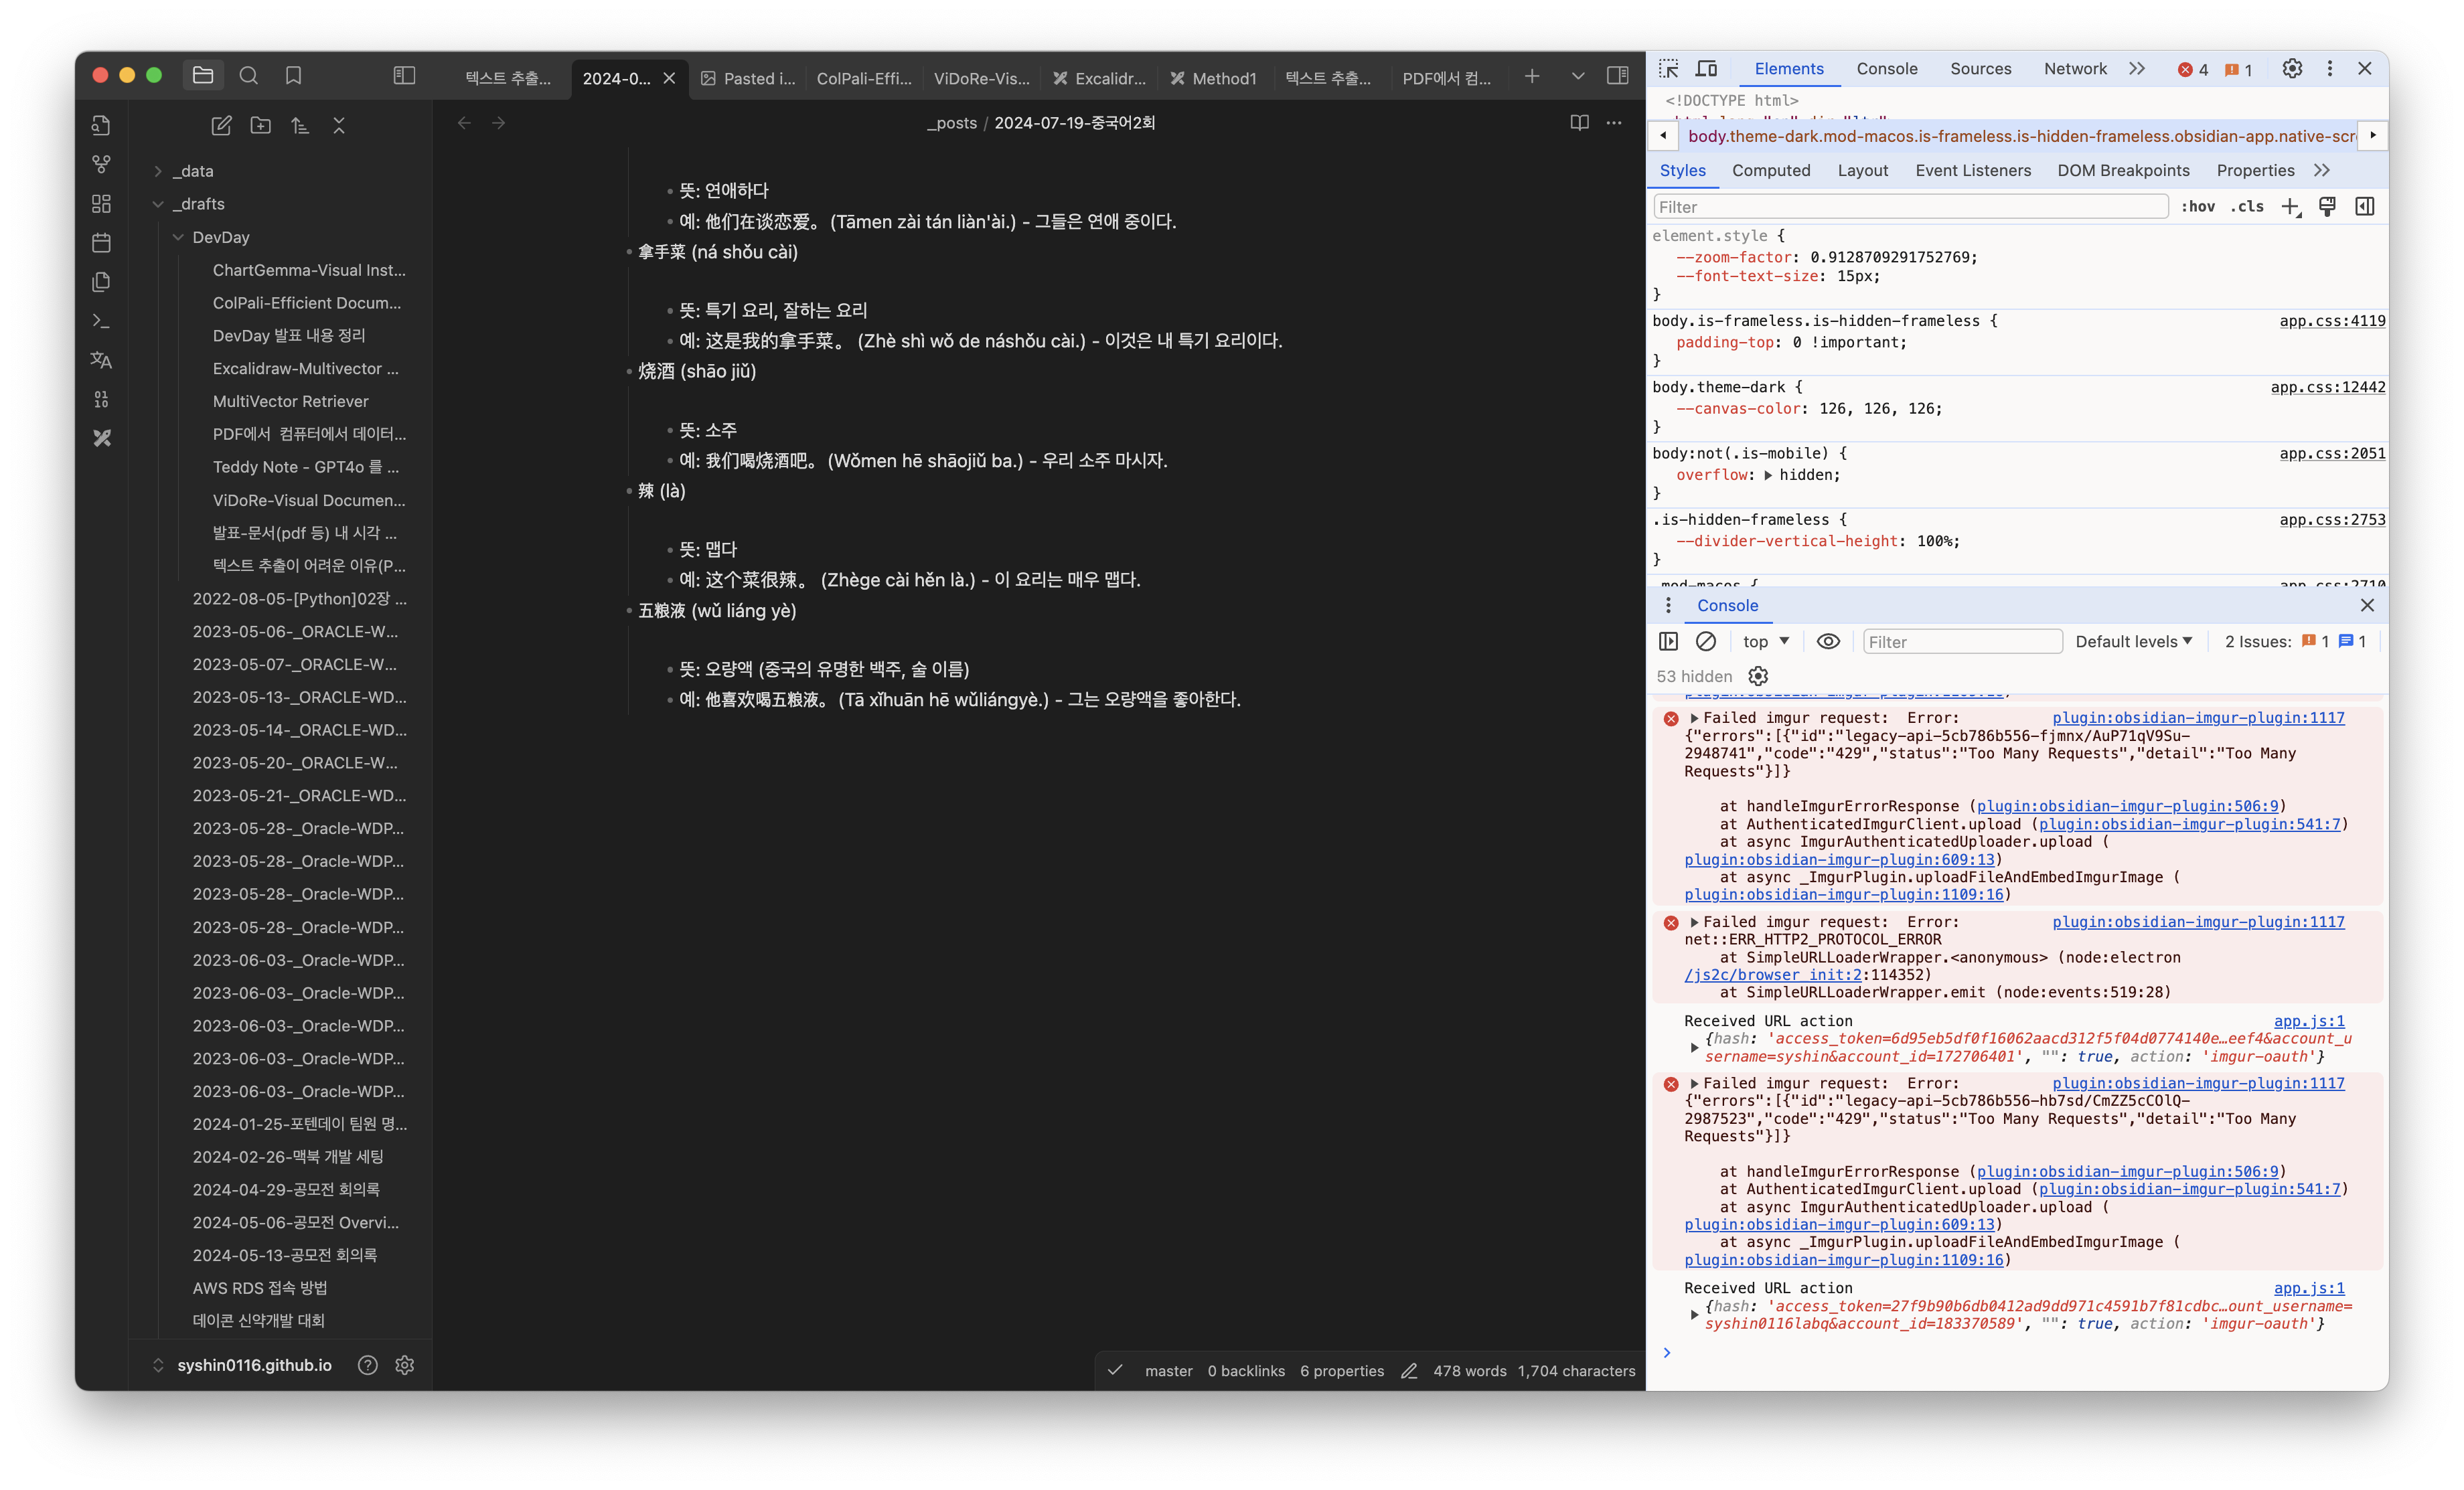 텍스트 추출...
2024-0...
Pasted i...
ColPali-Effi...
ViDoRe-Vis...
Excalidr...
Method1
텍스트 추출...
PDF에서 컴...
_posts / 2024-07-19-중국어2회
_data
_drafts
DevDay
ChartGemma-Visual Inst...
ColPali-Efficient Docum...
DevDay 발표 내용 정리
Excalidraw-Multivector ...
MultiVector Retriever
PDF에서 컴퓨터에서 데이터...
Teddy Note - GPT4o 를 ...
ViDoRe-Visual Documen...
발표-문서(pdf 등) 내 시각 ...
텍스트 추출이 어려운 이유(P...
2022-08-05-[Python]02장 ...
2023-05-06-_ORACLE-W...
2023-05-07-_ORACLE-W...
2023-05-13-_ORACLE-WD...
2023-05-14-_ORACLE-WD...
2023-05-20-_ORACLE-W...
2023-05-21-_ORACLE-WD...
2023-05-28-_Oracle-WDP...
2023-05-28-_Oracle-WDP...
2023-05-28-_Oracle-WDP...
2023-05-28-_Oracle-WDP...
2023-06-03-_Oracle-WDP...
2023-06-03-_Oracle-WDP...
2023-06-03-_Oracle-WDP...
2023-06-03-_Oracle-WDP...
2023-06-03-_Oracle-WDP...
2024-01-25-포텐데이 팀원 명...
2024-02-26-맥북 개발 세팅
2024-04-29-공모전 회의록
2024-05-06-공모전 Overvi...
2024-05-13-공모전 회의록
AWS RDS 접속 방법
데이콘 신약개발 대회
syshin0116.github.io
뜻: 연애하다
예: 他们在谈恋爱。 (Tāmen zài tán liàn'ài.) - 그들은 연애 중이다.
拿手菜 (ná shǒu cài)
뜻: 특기 요리, 잘하는 요리
예: 这是我的拿手菜。 (Zhè shì wǒ de náshǒu cài.) - 이것은 내 특기 요리이다.
烧酒 (shāo jiǔ)
뜻: 소주
예: 我们喝烧酒吧。 (Wǒmen hē shāojiǔ ba.) - 우리 소주 마시자.
辣 (là)
뜻: 맵다
예: 这个菜很辣。 (Zhège cài hěn là.) - 이 요리는 매우 맵다.
五粮液 (wǔ liáng yè)
뜻: 오량액 (중국의 유명한 백주, 술 이름)
예: 他喜欢喝五粮液。 (Tā xǐhuān hē wǔliángyè.) - 그는 오량액을 좋아한다.
master 0 backlinks 6 properties 478 words 1,704 characters
Elements Console Sources Network 4 1
<!DOCTYPE html>
body.theme-dark.mod-macos.is-frameless.is-hidden-frameless.obsidian-app.native-scr
Styles Computed Layout Event Listeners DOM Breakpoints Properties
Filter :hov .cls
element.style {
--zoom-factor: 0.9128709291752769;
--font-text-size: 15px;
}
body.is-frameless.is-hidden-frameless { app.css:4119
padding-top: 0 !important;
}
body.theme-dark { app.css:12442
--canvas-color: 126, 126, 126;
}
body:not(.is-mobile) { app.css:2051
overflow: hidden;
}
.is-hidden-frameless { app.css:2753
--divider-vertical-height: 100%;
}
.mod-macos { app.css:2710
Console
top Filter Default levels 2 Issues: 1 1
53 hidden
Failed imgur request: Error: plugin:obsidian-imgur-plugin:1117
{"errors":[{"id":"legacy-api-5cb786b556-fjmnx/AuP71qV9Su-
2948741","code":"429","status":"Too Many Requests","detail":"Too Many
Requests"}]}
at handleImgurErrorResponse (plugin:obsidian-imgur-plugin:506:9)
at AuthenticatedImgurClient.upload (plugin:obsidian-imgur-plugin:541:7)
at async ImgurAuthenticatedUploader.upload (
plugin:obsidian-imgur-plugin:609:13)
at async _ImgurPlugin.uploadFileAndEmbedImgurImage (
plugin:obsidian-imgur-plugin:1109:16)
Failed imgur request: Error: plugin:obsidian-imgur-plugin:1117
net::ERR_HTTP2_PROTOCOL_ERROR
at SimpleURLLoaderWrapper.<anonymous> (node:electron
/js2c/browser_init:2:114352)
at SimpleURLLoaderWrapper.emit (node:events:519:28)
Received URL action app.js:1
{hash: 'access_token=6d95eb5df0f16062aacd312f5f04d0774140e…eef4&account_u
sername=syshin&account_id=172706401', "": true, action: 'imgur-oauth'}
Failed imgur request: Error: plugin:obsidian-imgur-plugin:1117
{"errors":[{"id":"legacy-api-5cb786b556-hb7sd/CmZZ5cCOlQ-
2987523","code":"429","status":"Too Many Requests","detail":"Too Many
Requests"}]}
at handleImgurErrorResponse (plugin:obsidian-imgur-plugin:506:9)
at AuthenticatedImgurClient.upload (plugin:obsidian-imgur-plugin:541:7)
at async ImgurAuthenticatedUploader.upload (
plugin:obsidian-imgur-plugin:609:13)
at async _ImgurPlugin.uploadFileAndEmbedImgurImage (
plugin:obsidian-imgur-plugin:1109:16)
Received URL action app.js:1
{hash: 'access_token=27f9b90b6db0412ad9dd971c4591b7f81cdbc…ount_username=
syshin0116labq&account_id=183370589', "": true, action: 'imgur-oauth'}